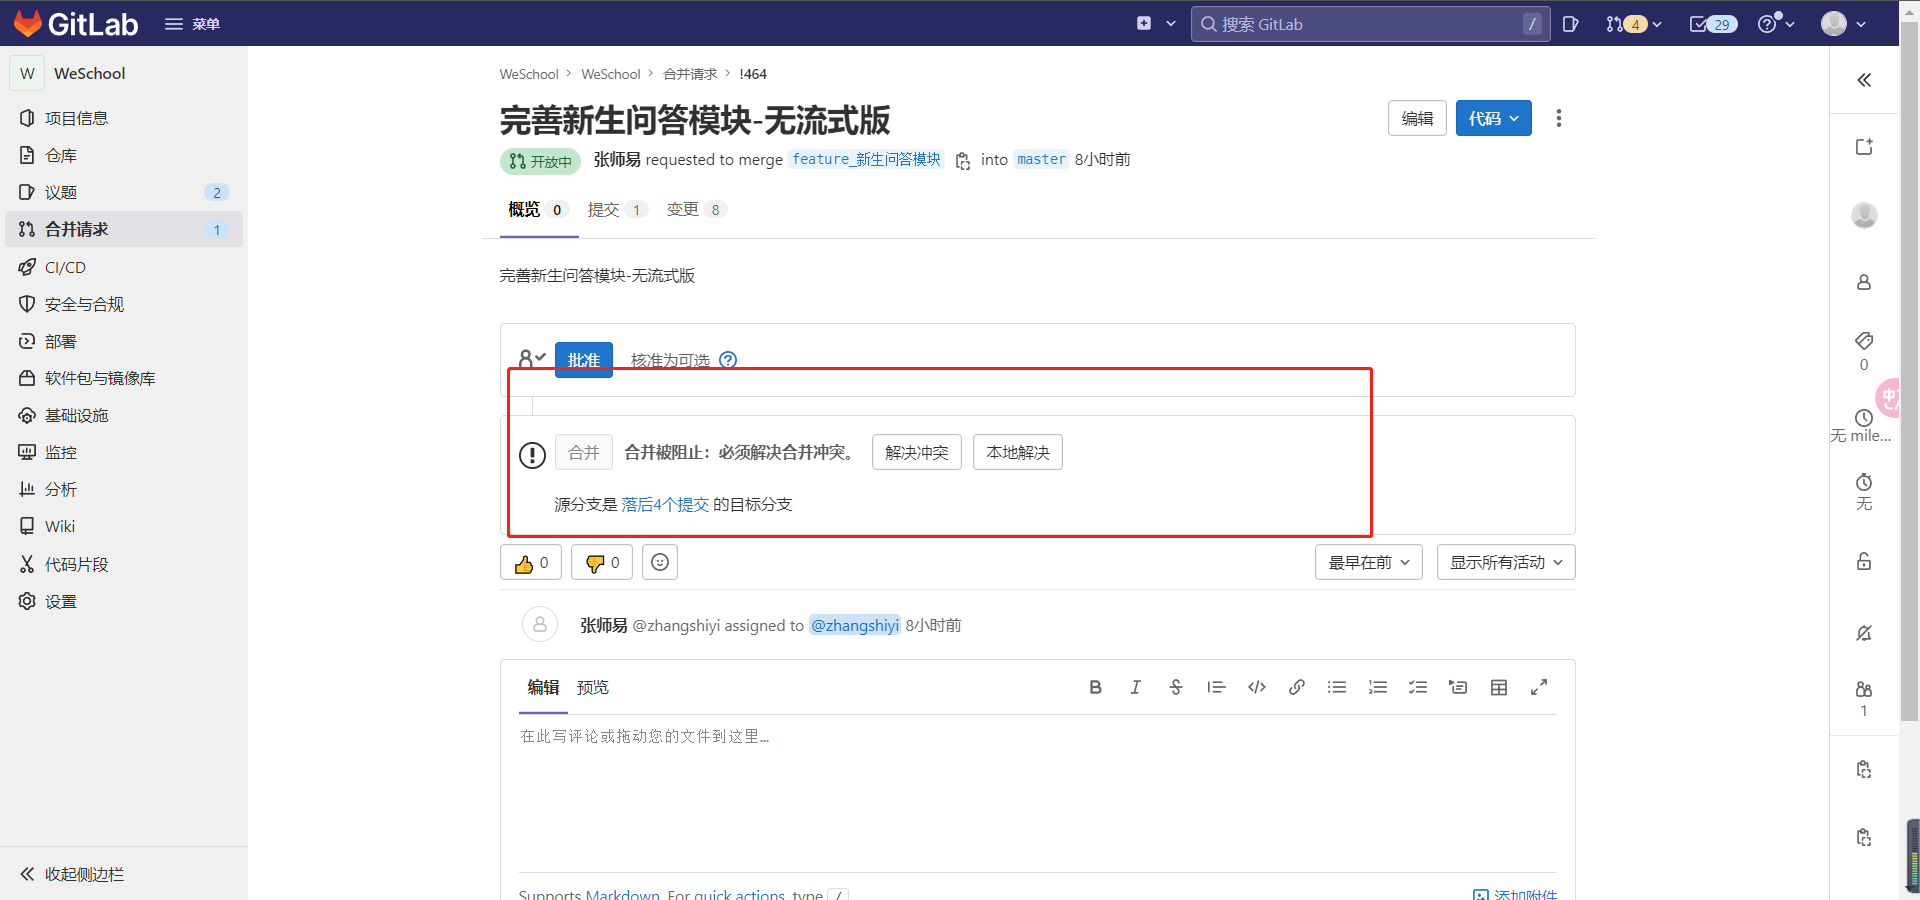 GitLab
菜单
搜索 GitLab
/
4
29
W
WeSchool
项目信息
仓库
议题
2
合并请求
1
CI/CD
安全与合规
部署
软件包与镜像库
基础设施
监控
分析
Wiki
代码片段
设置
收起侧边栏
WeSchool > WeSchool > 合并请求 > !464
完善新生问答模块-无流式版
编辑
代码
开放中
张师易 requested to merge feature_新生问答模块 into master 8小时前
概览 0
提交 1
变更 8
完善新生问答模块-无流式版
批准
核准为可选
合并
合并被阻止：必须解决合并冲突。
解决冲突
本地解决
源分支是 落后4个提交 的目标分支
0
0
最早在前
显示所有活动
张师易 @zhangshiyi assigned to @zhangshiyi 8小时前
编辑
预览
在此写评论或拖动您的文件到这里…
Supports Markdown. For quick actions, type /
添加附件
0
无 mile...
无
1